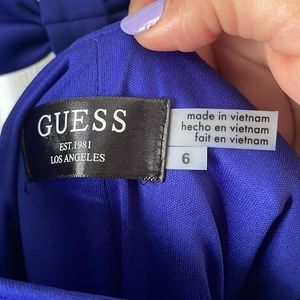 GUESS
EST.1981
LOS ANGELES
made in vietnam
hecho en vietnam
fait en vietnam
6